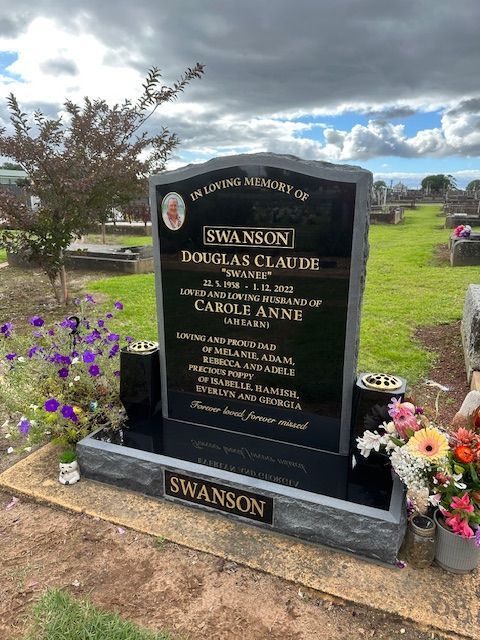 IN LOVING MEMORY OF
SWANSON
DOUGLAS CLAUDE
"SWANEE"
22.5.1958 - 1.12.2022
LOVED AND LOVING HUSBAND OF
CAROLE ANNE
(AHEARN)
LOVING AND PROUD DAD
OF MELANIE, ADAM,
REBECCA AND ADELE
PRECIOUS POPPY
OF ISABELLE, HAMISH,
EVERLYN AND GEORGIA
Forever loved forever missed
SWANSON